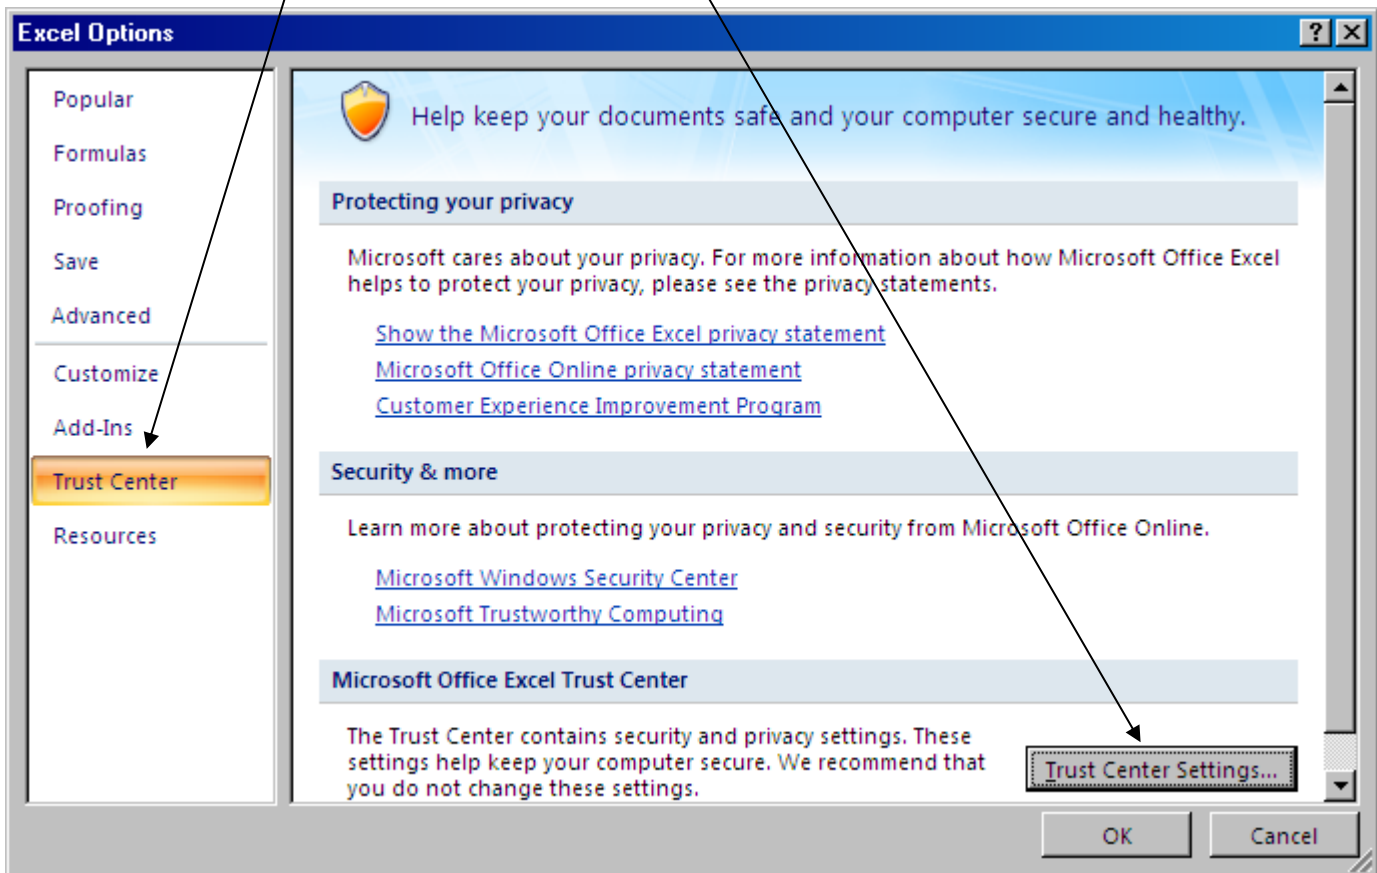 Excel Options
Popular
Formulas
Proofing
Save
Advanced
Customize
Add-Ins
Trust Center
Resources
Help keep your documents safe and your computer secure and healthy.
Protecting your privacy
Microsoft cares about your privacy. For more information about how Microsoft Office Excel
helps to protect your privacy, please see the privacy statements.
Show the Microsoft Office Excel privacy statement
Microsoft Office Online privacy statement
Customer Experience Improvement Program
Security & more
Learn more about protecting your privacy and security from Microsoft Office Online.
Microsoft Windows Security Center
Microsoft Trustworthy Computing
Microsoft Office Excel Trust Center
The Trust Center contains security and privacy settings. These
settings help keep your computer secure. We recommend that
you do not change these settings.
Trust Center Settings...
OK
Cancel